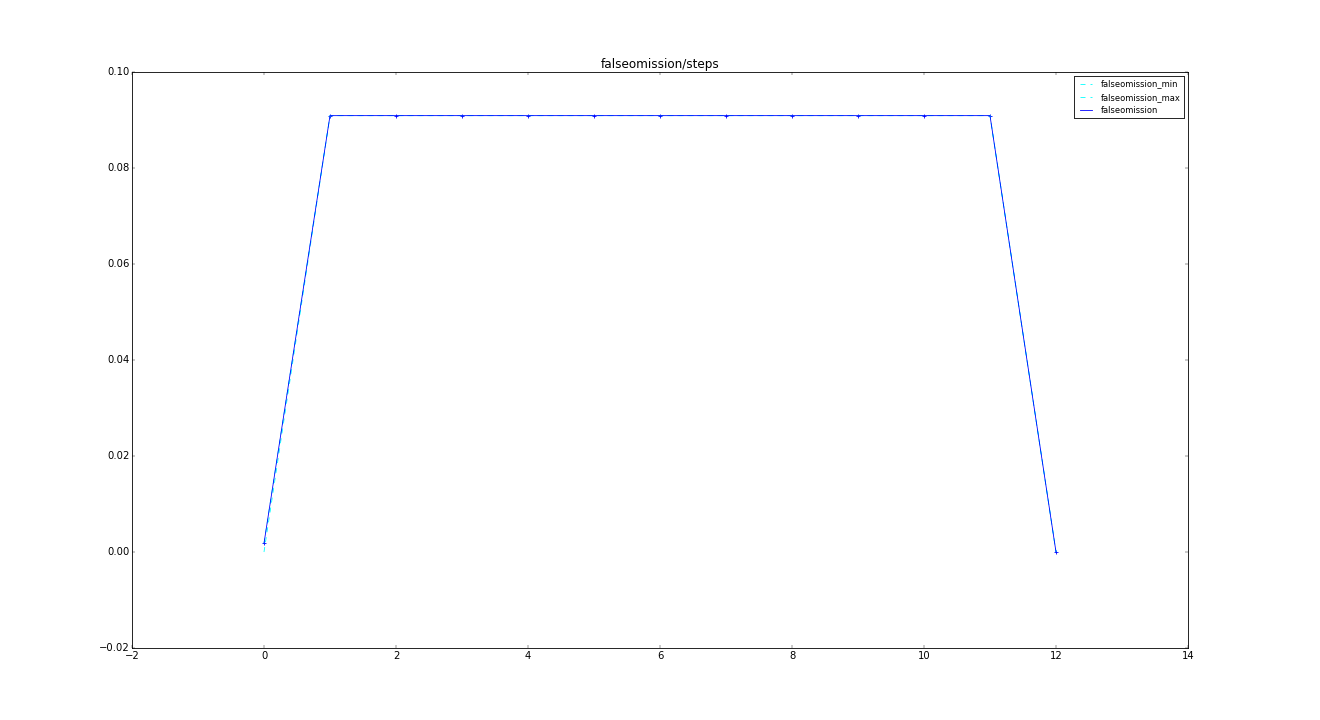 falseomission/steps
0.10
0.08
0.06
0.04
0.02
0.00
−0.02
−2 0 2 4 6 8 10 12 14
falseomission_min
falseomission_max
falseomission